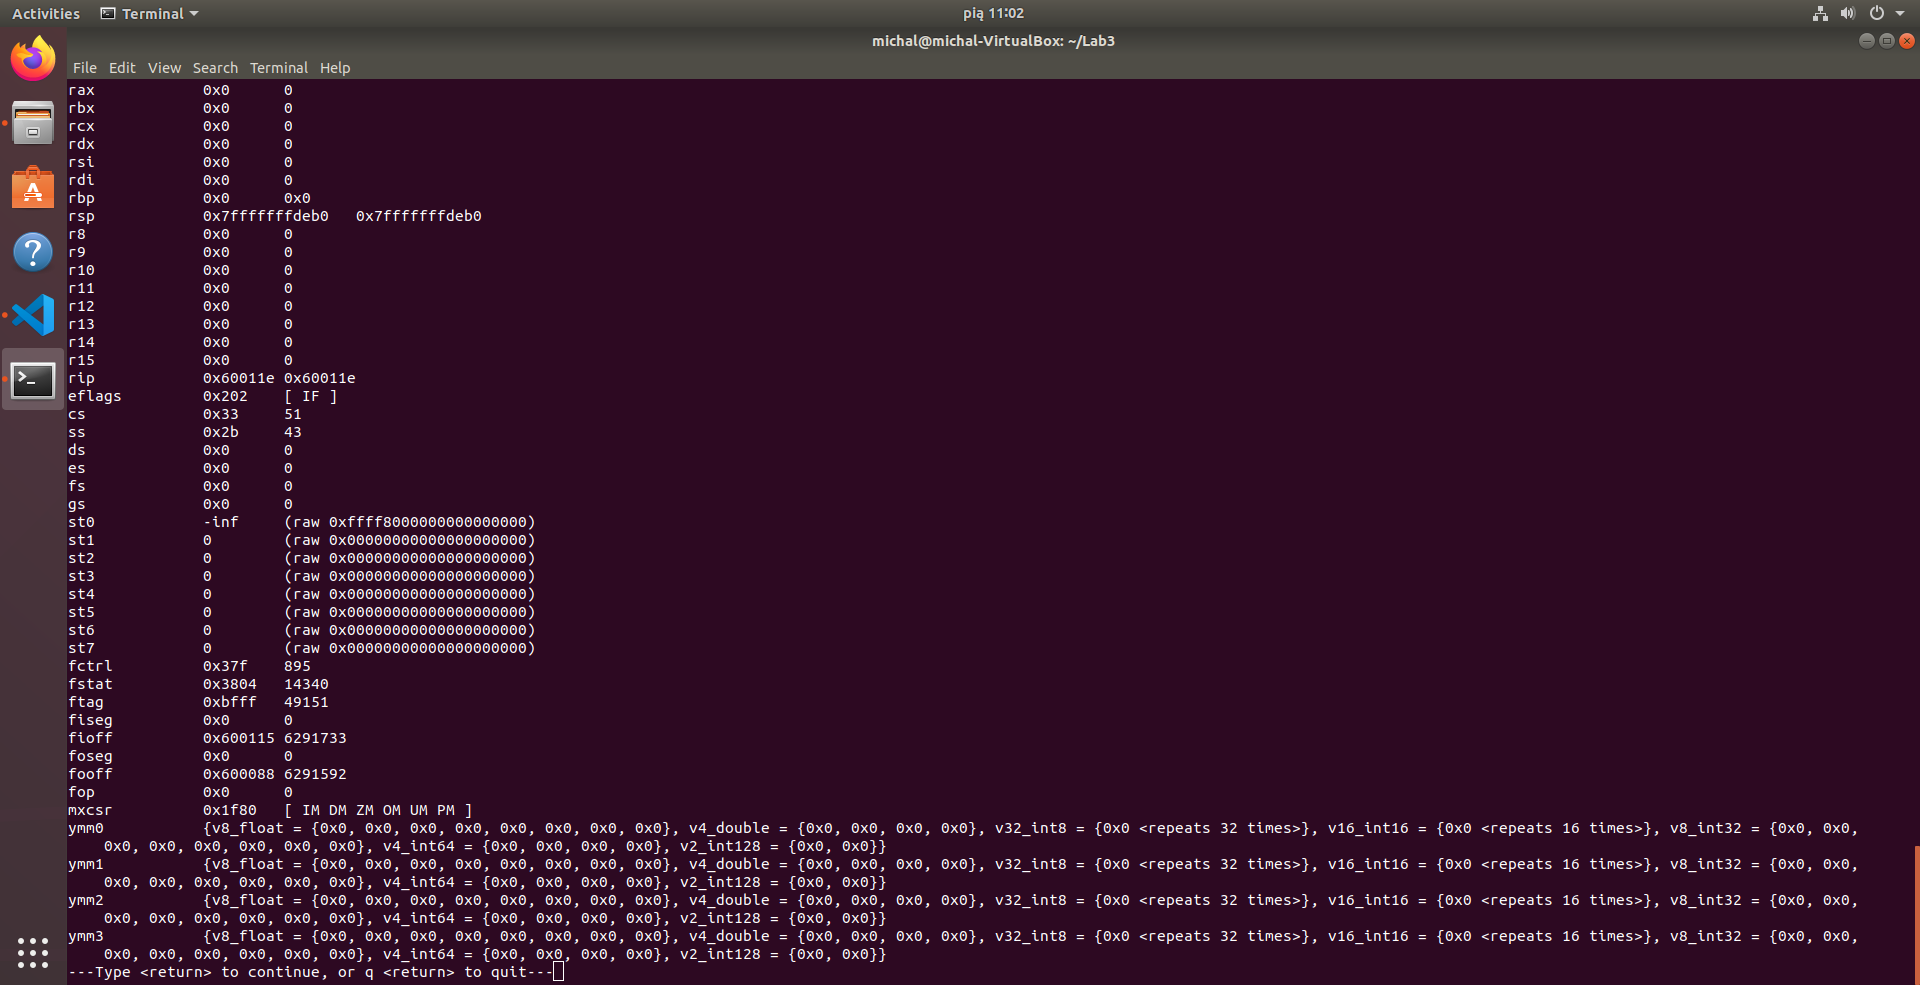 Activities Terminal pią 11:02
michal@michal-VirtualBox: ~/Lab3
File Edit View Search Terminal Help
rax 0x0 0
rbx 0x0 0
rcx 0x0 0
rdx 0x0 0
rsi 0x0 0
rdi 0x0 0
rbp 0x0 0x0
rsp 0x7fffffffdeb0 0x7fffffffdeb0
r8 0x0 0
r9 0x0 0
r10 0x0 0
r11 0x0 0
r12 0x0 0
r13 0x0 0
r14 0x0 0
r15 0x0 0
rip 0x60011e 0x60011e
eflags 0x202 [ IF ]
cs 0x33 51
ss 0x2b 43
ds 0x0 0
es 0x0 0
fs 0x0 0
gs 0x0 0
st0 -inf (raw 0xffff8000000000000000)
st1 0 (raw 0x00000000000000000000)
st2 0 (raw 0x00000000000000000000)
st3 0 (raw 0x00000000000000000000)
st4 0 (raw 0x00000000000000000000)
st5 0 (raw 0x00000000000000000000)
st6 0 (raw 0x00000000000000000000)
st7 0 (raw 0x00000000000000000000)
fctrl 0x37f 895
fstat 0x3804 14340
ftag 0xbfff 49151
fiseg 0x0 0
fioff 0x600115 6291733
foseg 0x0 0
fooff 0x600088 6291592
fop 0x0 0
mxcsr 0x1f80 [ IM DM ZM OM UM PM ]
ymm0 {v8_float = {0x0, 0x0, 0x0, 0x0, 0x0, 0x0, 0x0, 0x0}, v4_double = {0x0, 0x0, 0x0, 0x0}, v32_int8 = {0x0 <repeats 32 times>}, v16_int16 = {0x0 <repeats 16 times>}, v8_int32 = {0x0, 0x0,
0x0, 0x0, 0x0, 0x0, 0x0, 0x0}, v4_int64 = {0x0, 0x0, 0x0, 0x0}, v2_int128 = {0x0, 0x0}}
ymm1 {v8_float = {0x0, 0x0, 0x0, 0x0, 0x0, 0x0, 0x0, 0x0}, v4_double = {0x0, 0x0, 0x0, 0x0}, v32_int8 = {0x0 <repeats 32 times>}, v16_int16 = {0x0 <repeats 16 times>}, v8_int32 = {0x0, 0x0,
0x0, 0x0, 0x0, 0x0, 0x0, 0x0}, v4_int64 = {0x0, 0x0, 0x0, 0x0}, v2_int128 = {0x0, 0x0}}
ymm2 {v8_float = {0x0, 0x0, 0x0, 0x0, 0x0, 0x0, 0x0, 0x0}, v4_double = {0x0, 0x0, 0x0, 0x0}, v32_int8 = {0x0 <repeats 32 times>}, v16_int16 = {0x0 <repeats 16 times>}, v8_int32 = {0x0, 0x0,
0x0, 0x0, 0x0, 0x0, 0x0, 0x0}, v4_int64 = {0x0, 0x0, 0x0, 0x0}, v2_int128 = {0x0, 0x0}}
ymm3 {v8_float = {0x0, 0x0, 0x0, 0x0, 0x0, 0x0, 0x0, 0x0}, v4_double = {0x0, 0x0, 0x0, 0x0}, v32_int8 = {0x0 <repeats 32 times>}, v16_int16 = {0x0 <repeats 16 times>}, v8_int32 = {0x0, 0x0,
0x0, 0x0, 0x0, 0x0, 0x0, 0x0}, v4_int64 = {0x0, 0x0, 0x0, 0x0}, v2_int128 = {0x0, 0x0}}
---Type <return> to continue, or q <return> to quit---